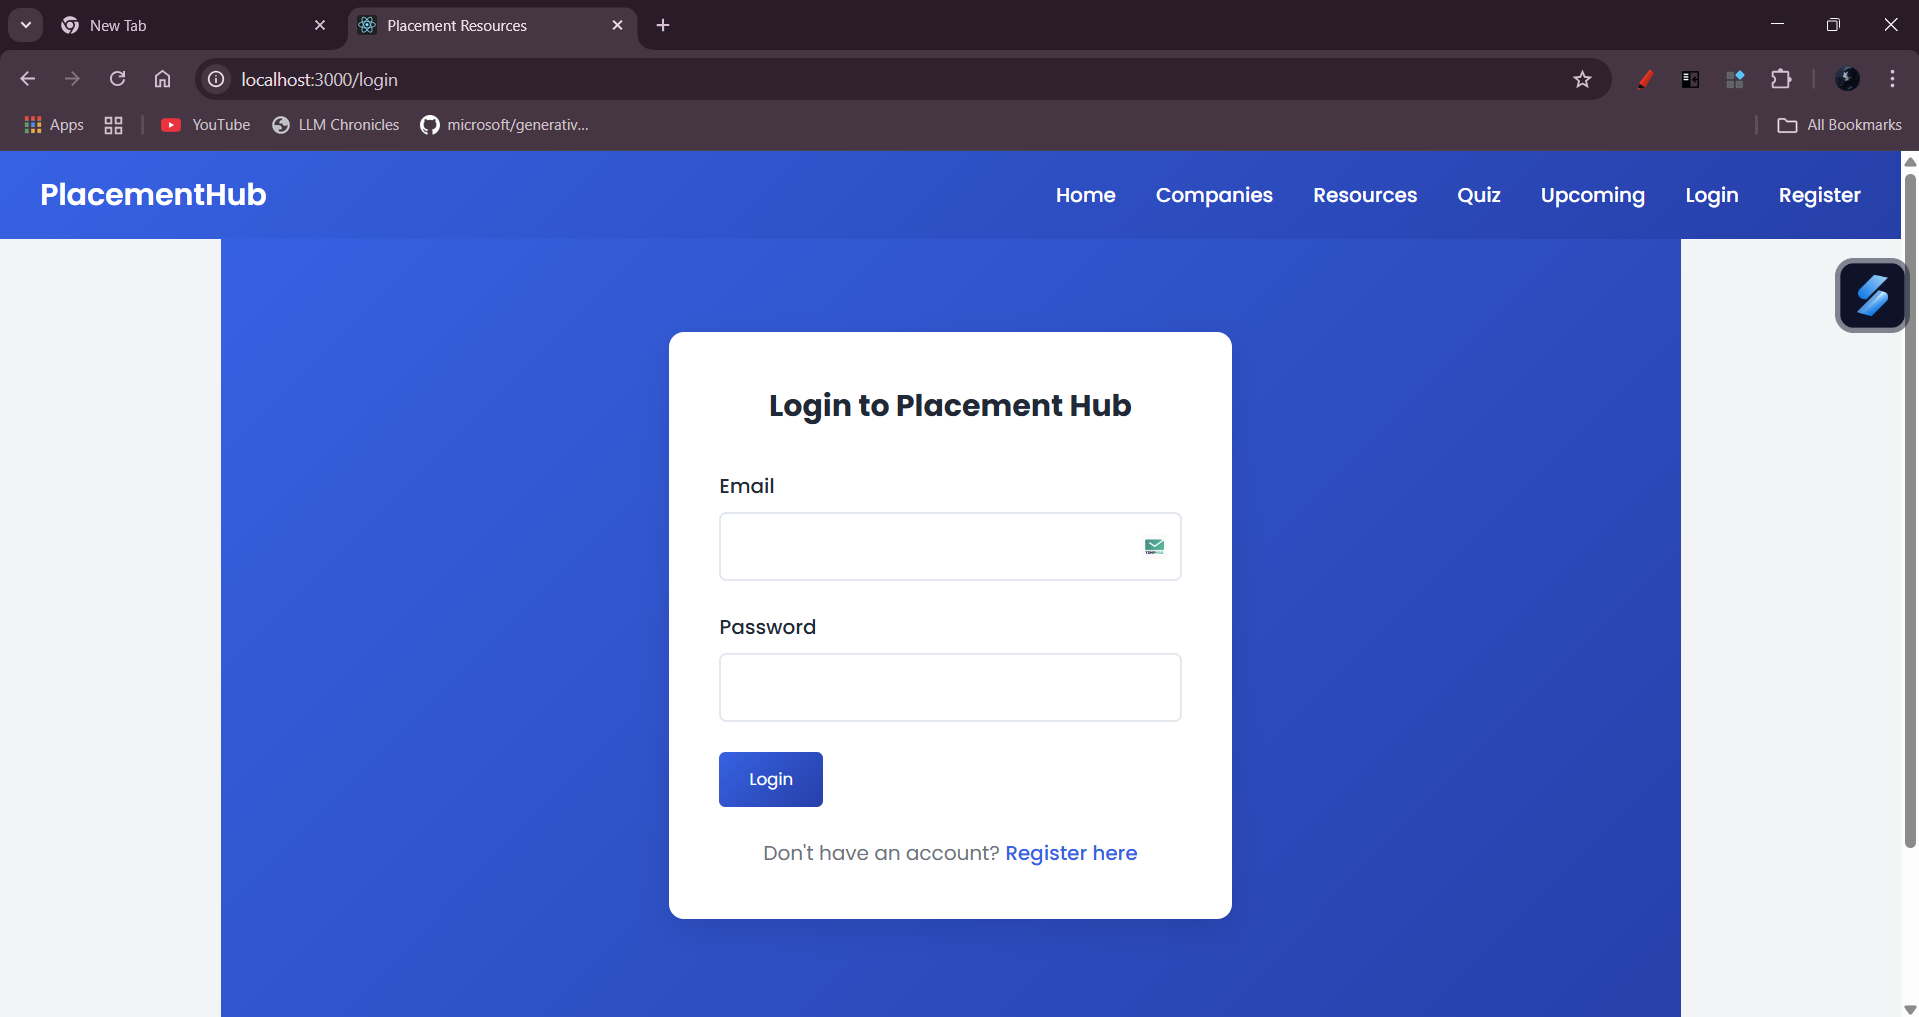 New Tab
Placement Resources
localhost:3000/login
Apps
YouTube
LLM Chronicles
microsoft/generativ...
All Bookmarks
PlacementHub
Home
Companies
Resources
Quiz
Upcoming
Login
Register
Login to Placement Hub
Email
Password
Login
Don't have an account? Register here